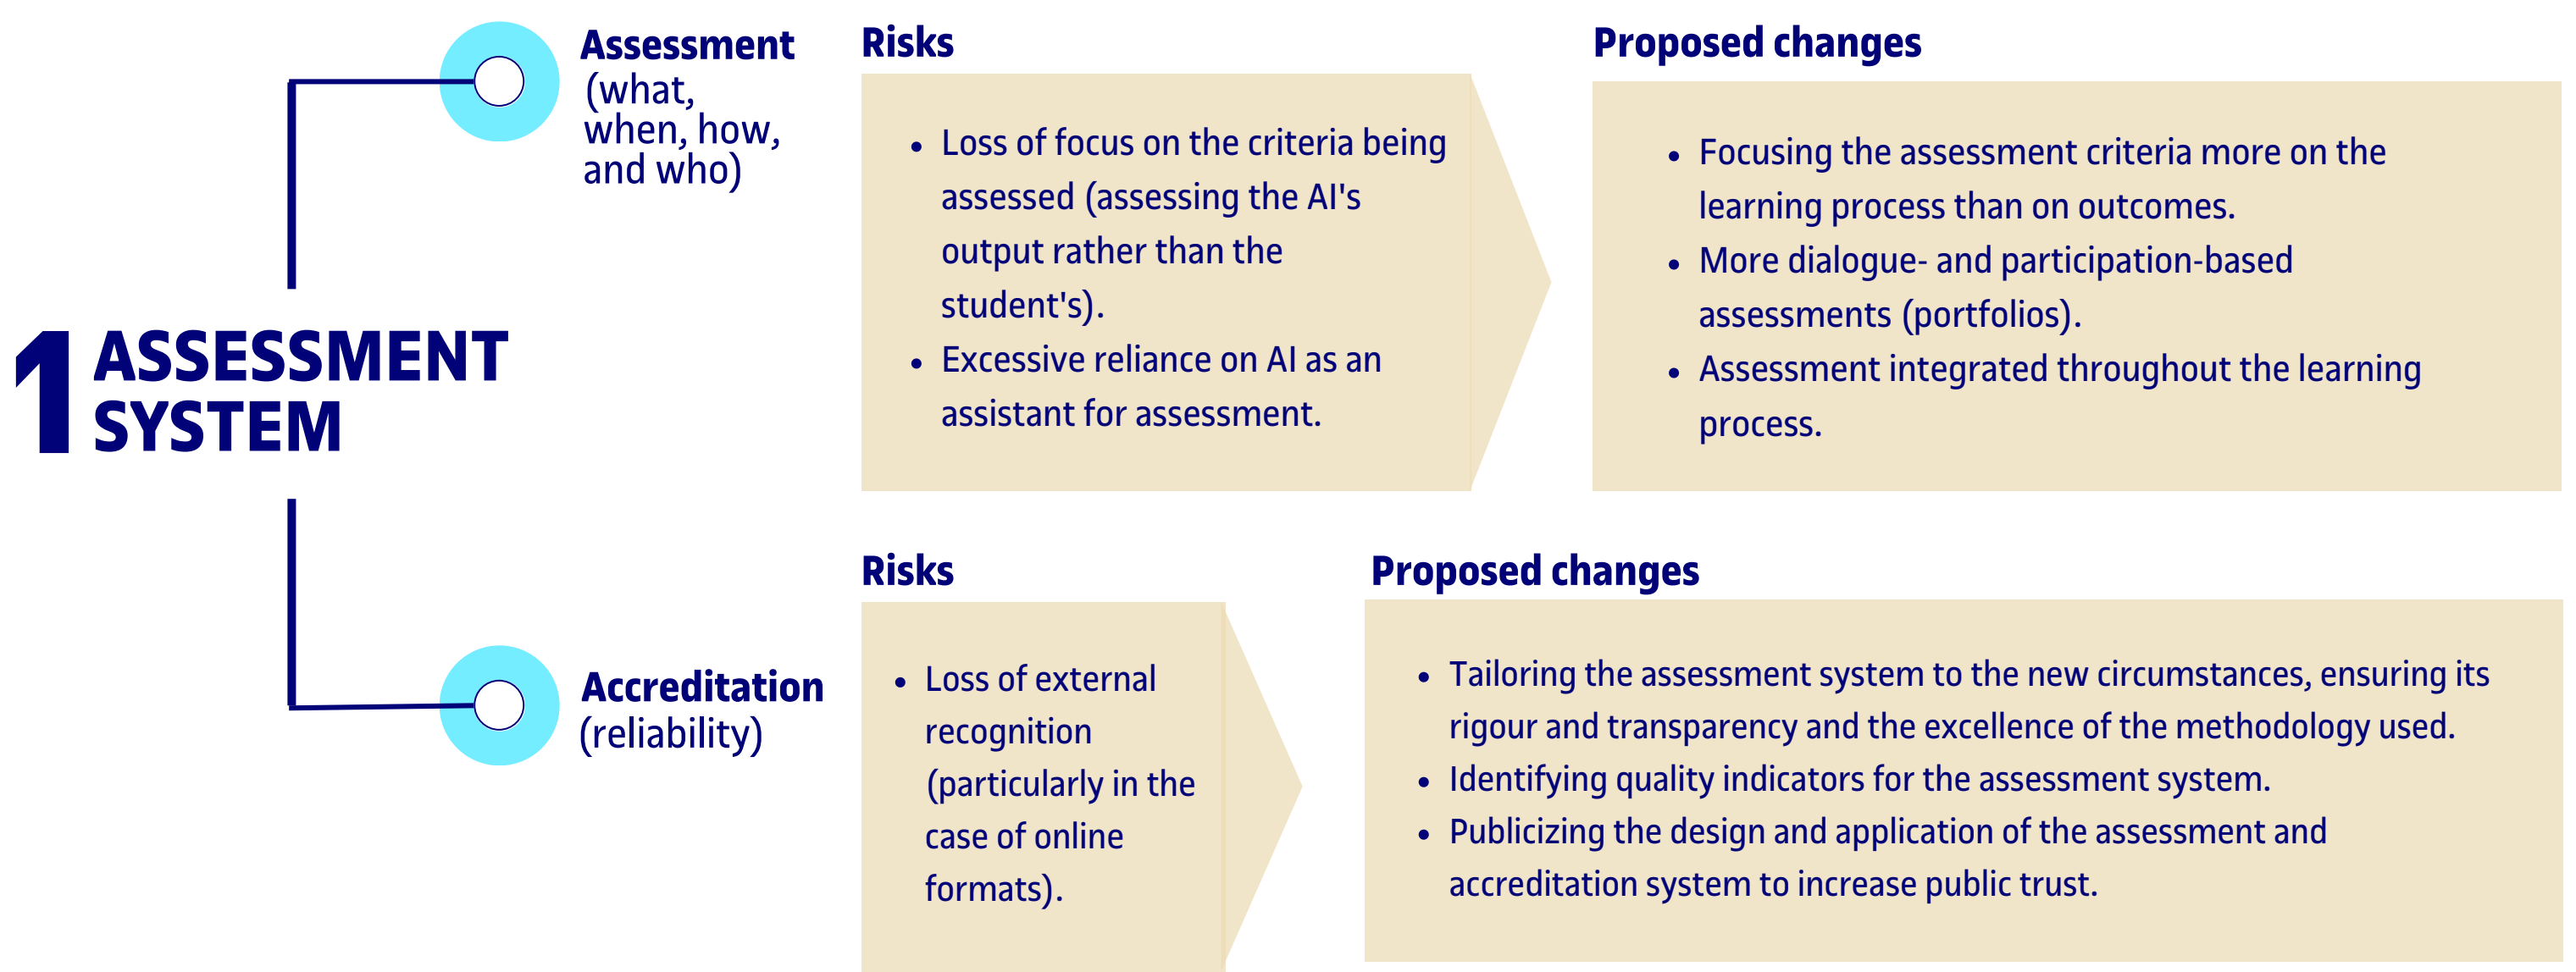 1 ASSESSMENT
SYSTEM
Assessment
(what,
when, how,
and who)
Risks
• Loss of focus on the criteria being
assessed (assessing the AI's
output rather than the
student's).
• Excessive reliance on AI as an
assistant for assessment.
Proposed changes
• Focusing the assessment criteria more on the
learning process than on outcomes.
• More dialogue- and participation-based
assessments (portfolios).
• Assessment integrated throughout the learning
process.
Accreditation
(reliability)
Risks
• Loss of external
recognition
(particularly in the
case of online
formats).
Proposed changes
• Tailoring the assessment system to the new circumstances, ensuring its
rigour and transparency and the excellence of the methodology used.
• Identifying quality indicators for the assessment system.
• Publicizing the design and application of the assessment and
accreditation system to increase public trust.